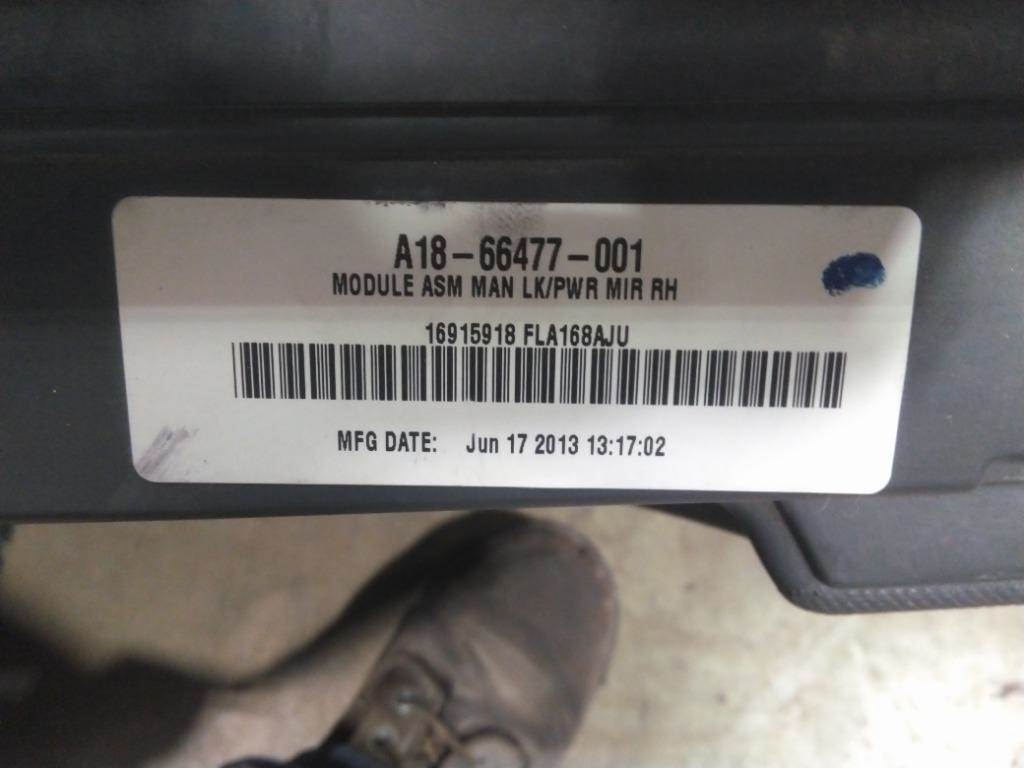 A18-66477-001
MODULE ASM MAN LK/PWR MIR RH
16915918 FLA168AJU
MFG DATE: Jun 17 2013 13:17:02